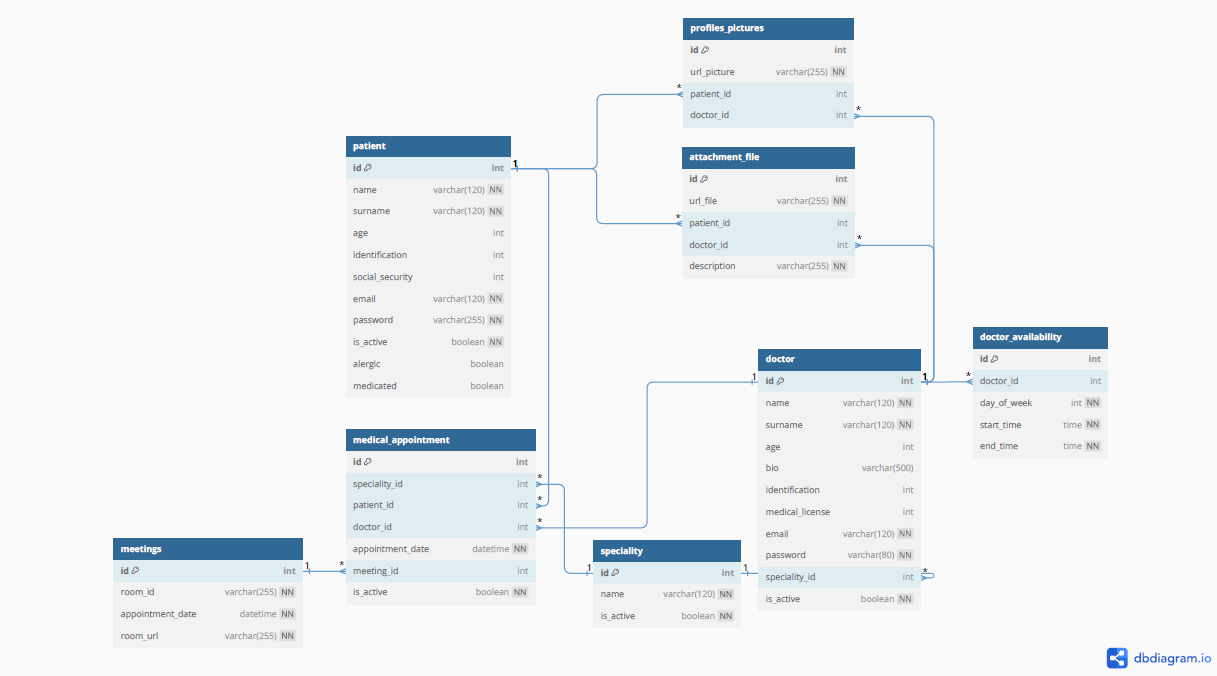 profiles_pictures
id int
url_picture varchar(255) NN
* patient_id int
doctor_id int *
patient
id int 1
name varchar(120) NN
surname varchar(120) NN
age int
identification int
social_security int
email varchar(120) NN
password varchar(255) NN
is_active boolean NN
alergic boolean
medicated boolean
attachment_file
id int
url_file varchar(255) NN
* patient_id int
doctor_id int *
description varchar(255) NN
doctor
1 id int 1
name varchar(120) NN
surname varchar(120) NN
age int
bio varchar(500)
identification int
medical_license int
email varchar(120) NN
password varchar(80) NN
speciality_id int *
is_active boolean NN
doctor_availability
id int
* doctor_id int
day_of_week int NN
start_time time NN
end_time time NN
medical_appointment
id int
speciality_id int *
patient_id int *
doctor_id int *
appointment_date datetime NN
* meeting_id int
is_active boolean NN
meetings
id int 1
room_id varchar(255) NN
appointment_date datetime NN
room_url varchar(255) NN
speciality
1 id int 1
name varchar(120) NN
is_active boolean NN
dbdiagram.io